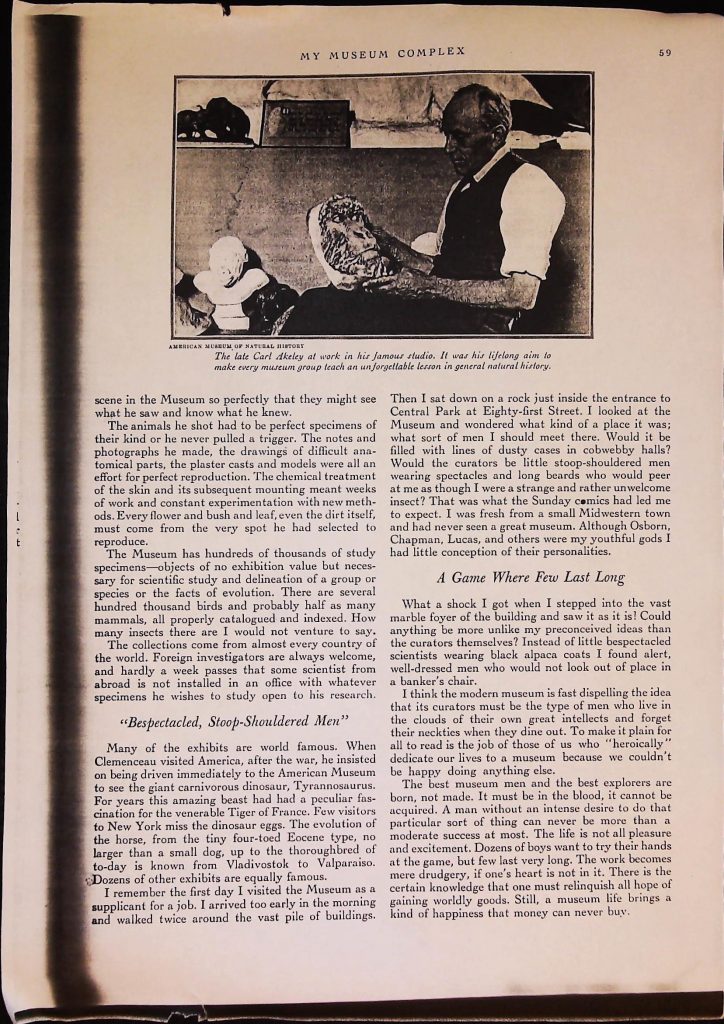 MY MUSEUM COMPLEX
59
AMERICAN MUSEUM OF NATURAL HISTORY
The late Carl Akeley at work in his famous studio. It was his lifelong aim to
make every museum group teach an unforgettable lesson in general natural history.
scene in the Museum so perfectly that they might see
what he saw and know what he knew.
The animals he shot had to be perfect specimens of
their kind or he never pulled a trigger. The notes and
photographs he made, the drawings of difficult ana-
tomical parts, the plaster casts and models were all an
effort for perfect reproduction. The chemical treatment
of the skin and its subsequent mounting meant weeks
of work and constant experimentation with new meth-
ods. Every flower and bush and leaf, even the dirt itself,
must come from the very spot he had selected to
reproduce.
The Museum has hundreds of thousands of study
specimens—objects of no exhibition value but neces-
sary for scientific study and delineation of a group or
species or the facts of evolution. There are several
hundred thousand birds and probably half as many
mammals, all properly catalogued and indexed. How
many insects there are I would not venture to say.
The collections come from almost every country of
the world. Foreign investigators are always welcome,
and hardly a week passes that some scientist from
abroad is not installed in an office with whatever
specimens he wishes to study open to his research.
"Bespectacled, Stoop-Shouldered Men"
Many of the exhibits are world famous. When
Clemenceau visited America, after the war, he insisted
on being driven immediately to the American Museum
to see the giant carnivorous dinosaur, Tyrannosaurus.
For years this amazing beast had had a peculiar fas-
cination for the venerable Tiger of France. Few visitors
to New York miss the dinosaur eggs. The evolution of
the horse, from the tiny four-toed Eocene type, no
larger than a small dog, up to the thoroughbred of
to-day is known from Vladivostok to Valparaiso.
Dozens of other exhibits are equally famous.
I remember the first day I visited the Museum as a
supplicant for a job. I arrived too early in the morning
and walked twice around the vast pile of buildings.
Then I sat down on a rock just inside the entrance to
Central Park at Eighty-first Street. I looked at the
Museum and wondered what kind of a place it was;
what sort of men I should meet there. Would it be
filled with lines of dusty cases in cobwebby halls?
Would the curators be little stoop-shouldered men
wearing spectacles and long beards who would peer
at me as though I were a strange and rather unwelcome
insect? That was what the Sunday comics had led me
to expect. I was fresh from a small Midwestern town
and had never seen a great museum. Although Osborn,
Chapman, Lucas, and others were my youthful gods I
had little conception of their personalities.
A Game Where Few Last Long
What a shock I got when I stepped into the vast
marble foyer of the building and saw it as it is! Could
anything be more unlike my preconceived ideas than
the curators themselves? Instead of little bespectacled
scientists wearing black alpaca coats I found alert,
well-dressed men who would not look out of place in
a banker's chair.
I think the modern museum is fast dispelling the idea
that its curators must be the type of men who live in
the clouds of their own great intellects and forget
their neckties when they dine out. To make it plain for
all to read is the job of those of us who "heroically"
dedicate our lives to a museum because we couldn't
be happy doing anything else.
The best museum men and the best explorers are
born, not made. It must be in the blood, it cannot be
acquired. A man without an intense desire to do that
particular sort of thing can never be more than a
moderate success at most. The life is not all pleasure
and excitement. Dozens of boys want to try their hands
at the game, but few last very long. The work becomes
mere drudgery, if one's heart is not in it. There is the
certain knowledge that one must relinquish all hope of
gaining worldly goods. Still, a museum life brings a
kind of happiness that money can never buy.